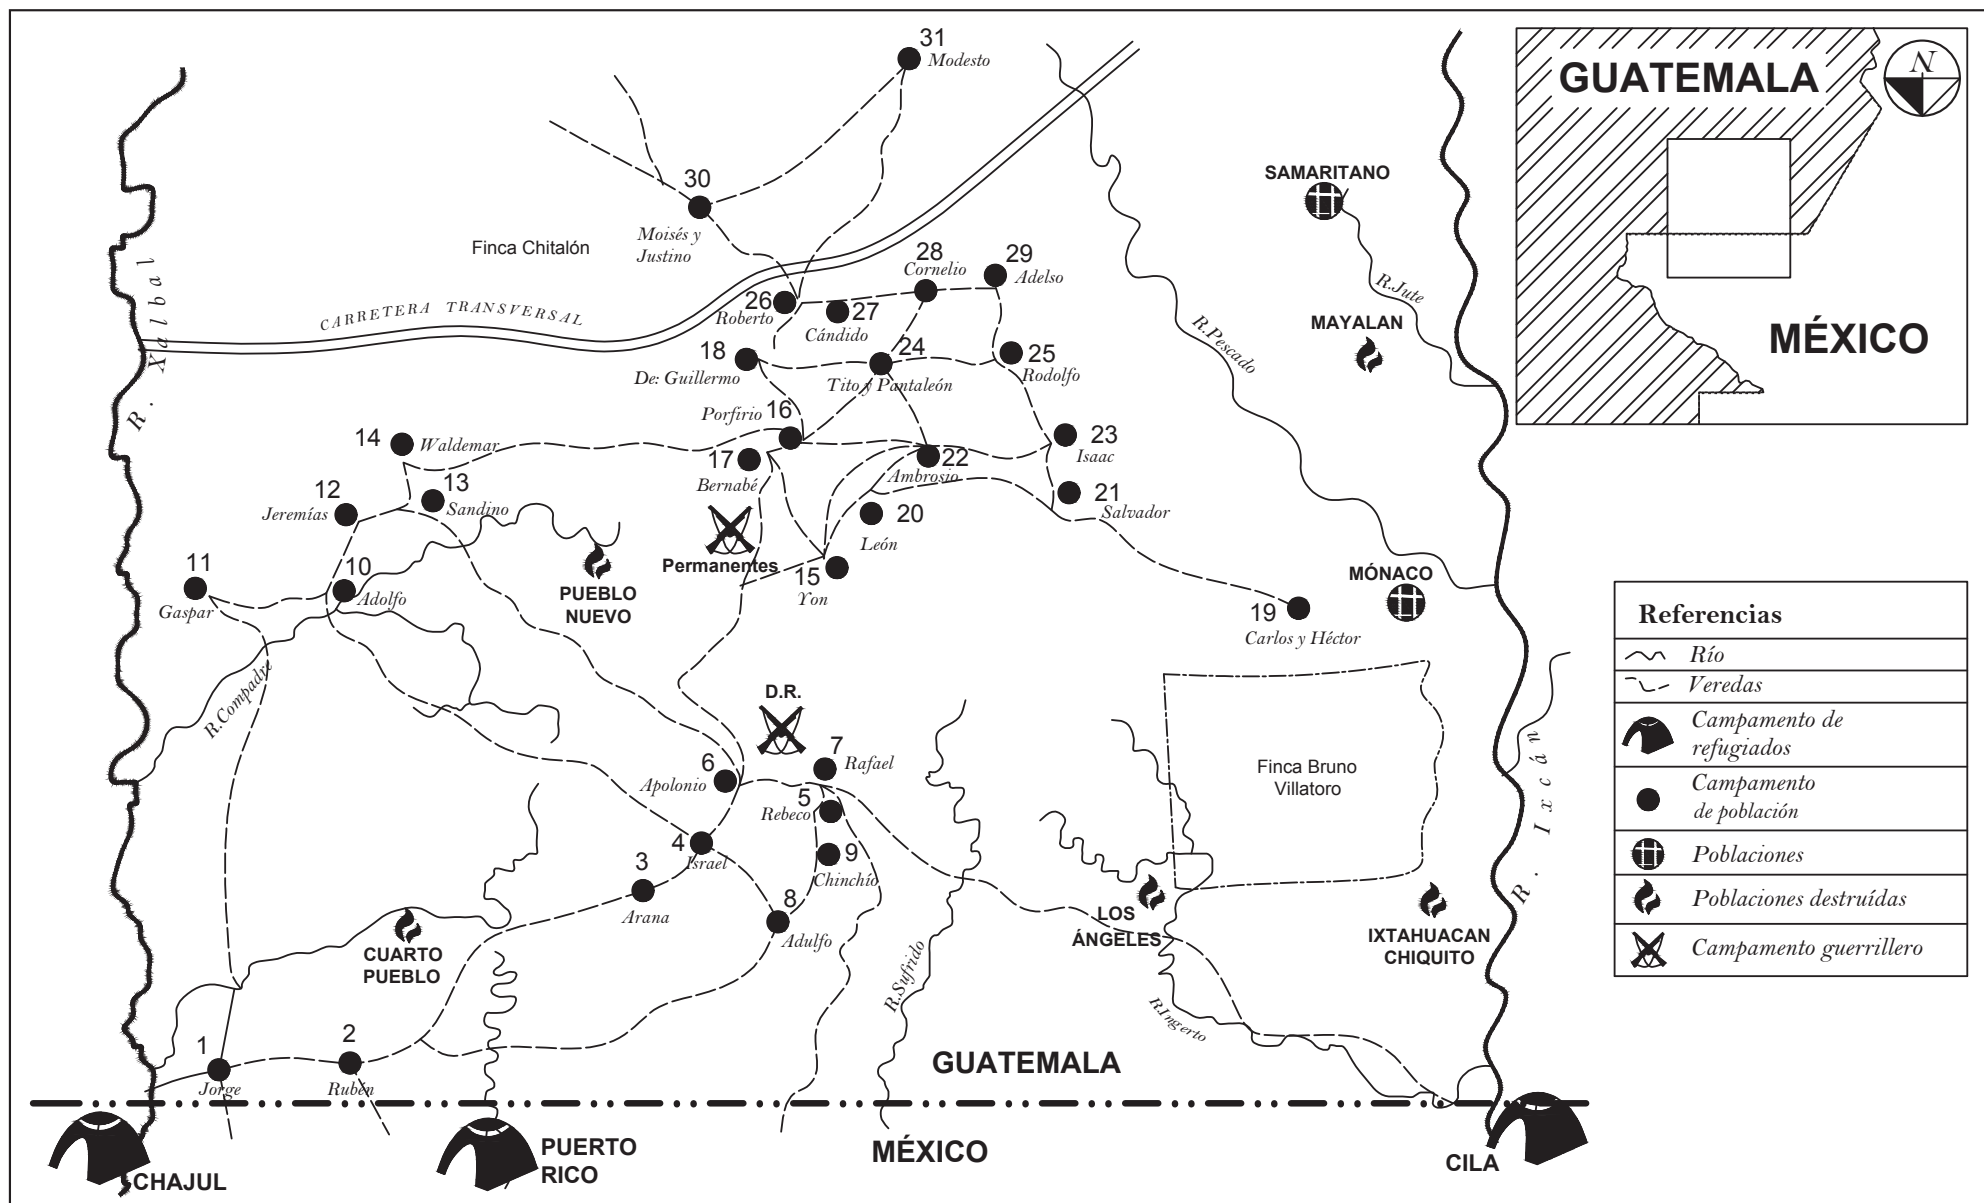 31
Modesto
GUATEMALA
N
MÉXICO
30
Moisés y
Justino
Finca Chitalón
SAMARITANO
R.Jute
MAYALAN
R. Xalbal
CARRETERA TRANSVERSAL
28
Cornelio
29
Adelso
26
Roberto
27
Cándido
R.Pescado
18
De: Guillermo
24
Tito y Pantaleón
25
Rodolfo
Porfirio
16
14
Waldemar
17
Bernabé
22
Ambrosio
23
Isaac
12
Jeremías
13
Sandino
20
León
21
Salvador
Permanentes
11
Gaspar
10
Adolfo
PUEBLO
NUEVO
15
Yon
MÓNACO
19
Carlos y Héctor
Referencias
Río
Veredas
Campamento de
refugiados
Campamento
de población
Poblaciones
Poblaciones destruídas
Campamento guerrillero
R.Compadre
D.R.
7
Rafael
6
Apolonio
5
Rebeco
Finca Bruno
Villatoro
R. Ixcán
4
Israel
9
Chinchío
3
Arana
8
Adulfo
LOS
ÁNGELES
IXTAHUACAN
CHIQUITO
CUARTO
PUEBLO
R.Sufrido
R.Ingerto
1
Jorge
2
Rubén
GUATEMALA
MÉXICO
CHAJUL
PUERTO
RICO
CILA